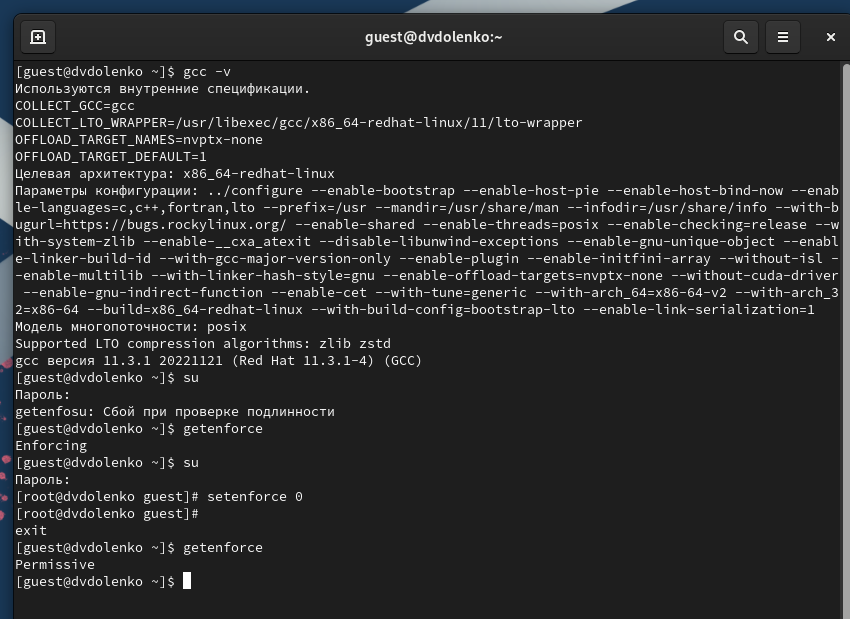 guest@dvdolenko:~
[guest@dvdolenko ~]$ gcc -v
Используются внутренние спецификации.
COLLECT_GCC=gcc
COLLECT_LTO_WRAPPER=/usr/libexec/gcc/x86_64-redhat-linux/11/lto-wrapper
OFFLOAD_TARGET_NAMES=nvptx-none
OFFLOAD_TARGET_DEFAULT=1
Целевая архитектура: x86_64-redhat-linux
Параметры конфигурации: ../configure --enable-bootstrap --enable-host-pie --enable-host-bind-now --enab
le-languages=c,c++,fortran,lto --prefix=/usr --mandir=/usr/share/man --infodir=/usr/share/info --with-b
ugurl=https://bugs.rockylinux.org/ --enable-shared --enable-threads=posix --enable-checking=release --w
ith-system-zlib --enable-__cxa_atexit --disable-libunwind-exceptions --enable-gnu-unique-object --enabl
e-linker-build-id --with-gcc-major-version-only --enable-plugin --enable-initfini-array --without-isl -
-enable-multilib --with-linker-hash-style=gnu --enable-offload-targets=nvptx-none --without-cuda-driver
 --enable-gnu-indirect-function --enable-cet --with-tune=generic --with-arch_64=x86-64-v2 --with-arch_3
2=x86-64 --build=x86_64-redhat-linux --with-build-config=bootstrap-lto --enable-link-serialization=1
Модель многопоточности: posix
Supported LTO compression algorithms: zlib zstd
gcc версия 11.3.1 20221121 (Red Hat 11.3.1-4) (GCC)
[guest@dvdolenko ~]$ su
Пароль:
getenfosu: Сбой при проверке подлинности
[guest@dvdolenko ~]$ getenforce
Enforcing
[guest@dvdolenko ~]$ su
Пароль:
[root@dvdolenko guest]# setenforce 0
[root@dvdolenko guest]#
exit
[guest@dvdolenko ~]$ getenforce
Permissive
[guest@dvdolenko ~]$